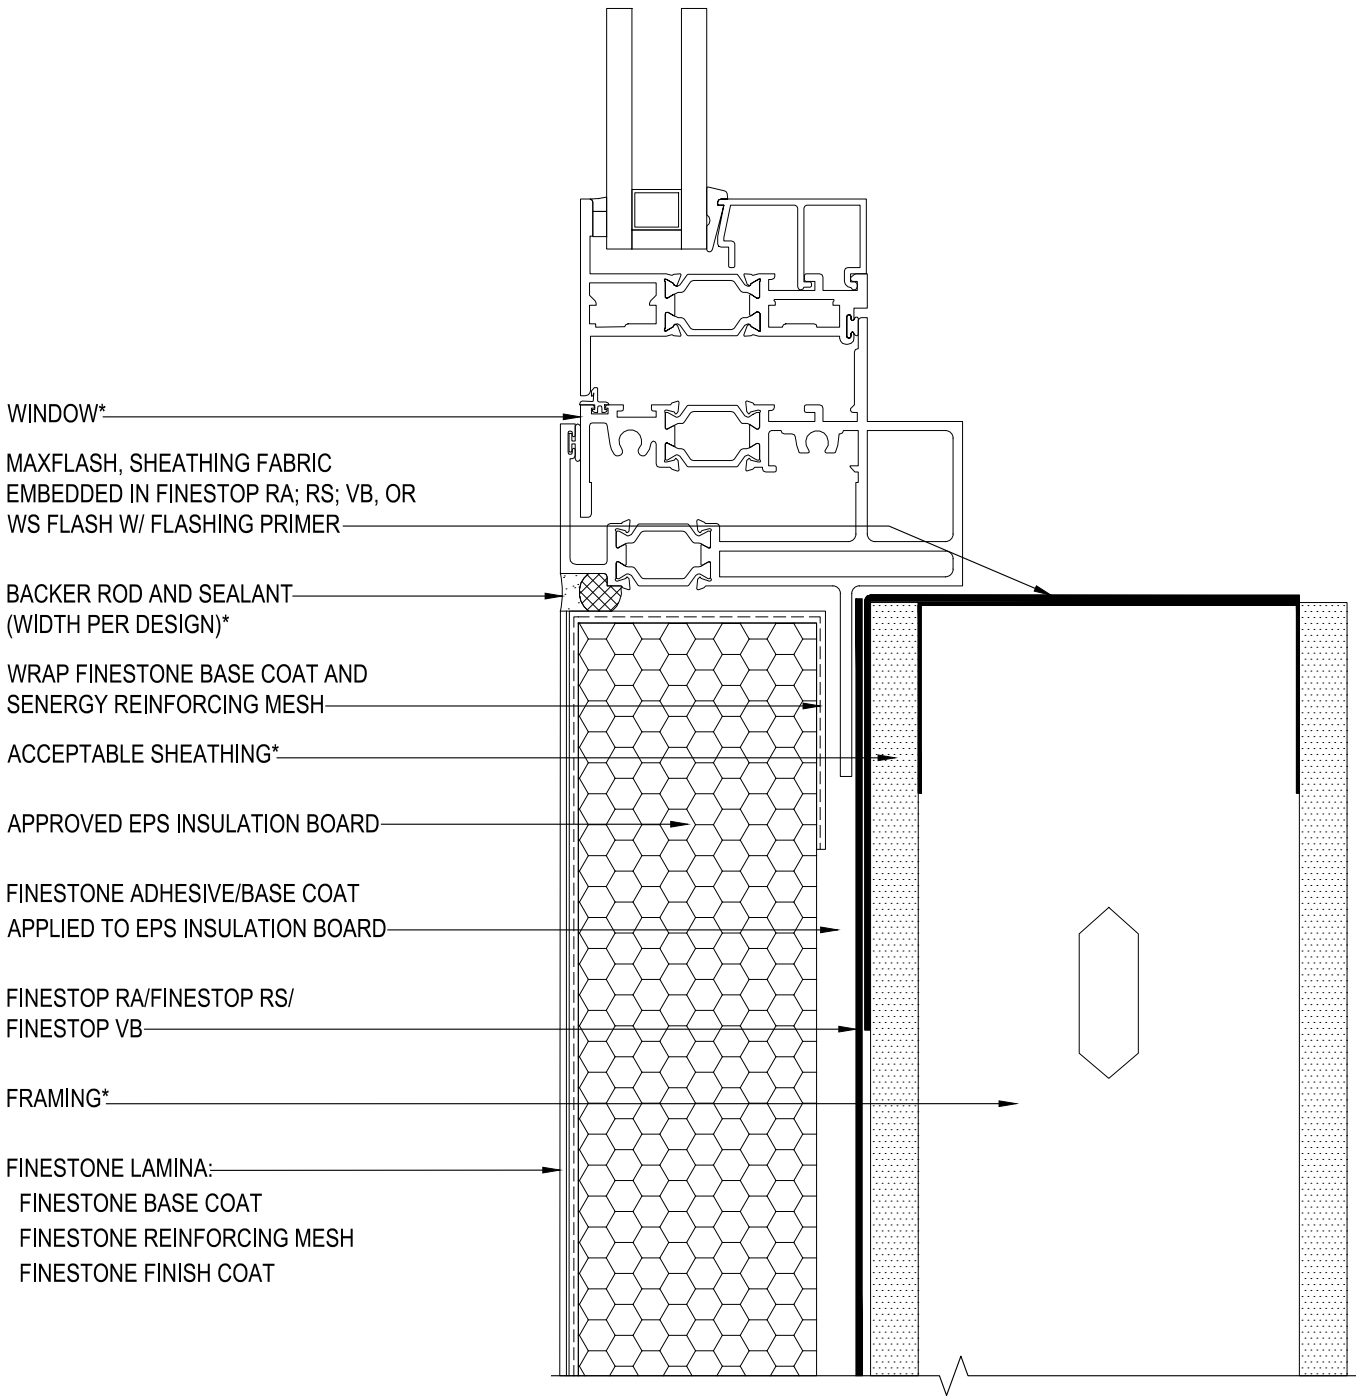 WINDOW*
MAXFLASH, SHEATHING FABRIC
EMBEDDED IN FINESTOP RA; RS; VB, OR
WS FLASH W/ FLASHING PRIMER
BACKER ROD AND SEALANT
(WIDTH PER DESIGN)*
WRAP FINESTONE BASE COAT AND
SENERGY REINFORCING MESH
ACCEPTABLE SHEATHING*
APPROVED EPS INSULATION BOARD
FINESTONE ADHESIVE/BASE COAT
APPLIED TO EPS INSULATION BOARD
FINESTOP RA/FINESTOP RS/
FINESTOP VB
FRAMING*
FINESTONE LAMINA:
FINESTONE BASE COAT
FINESTONE REINFORCING MESH
FINESTONE FINISH COAT